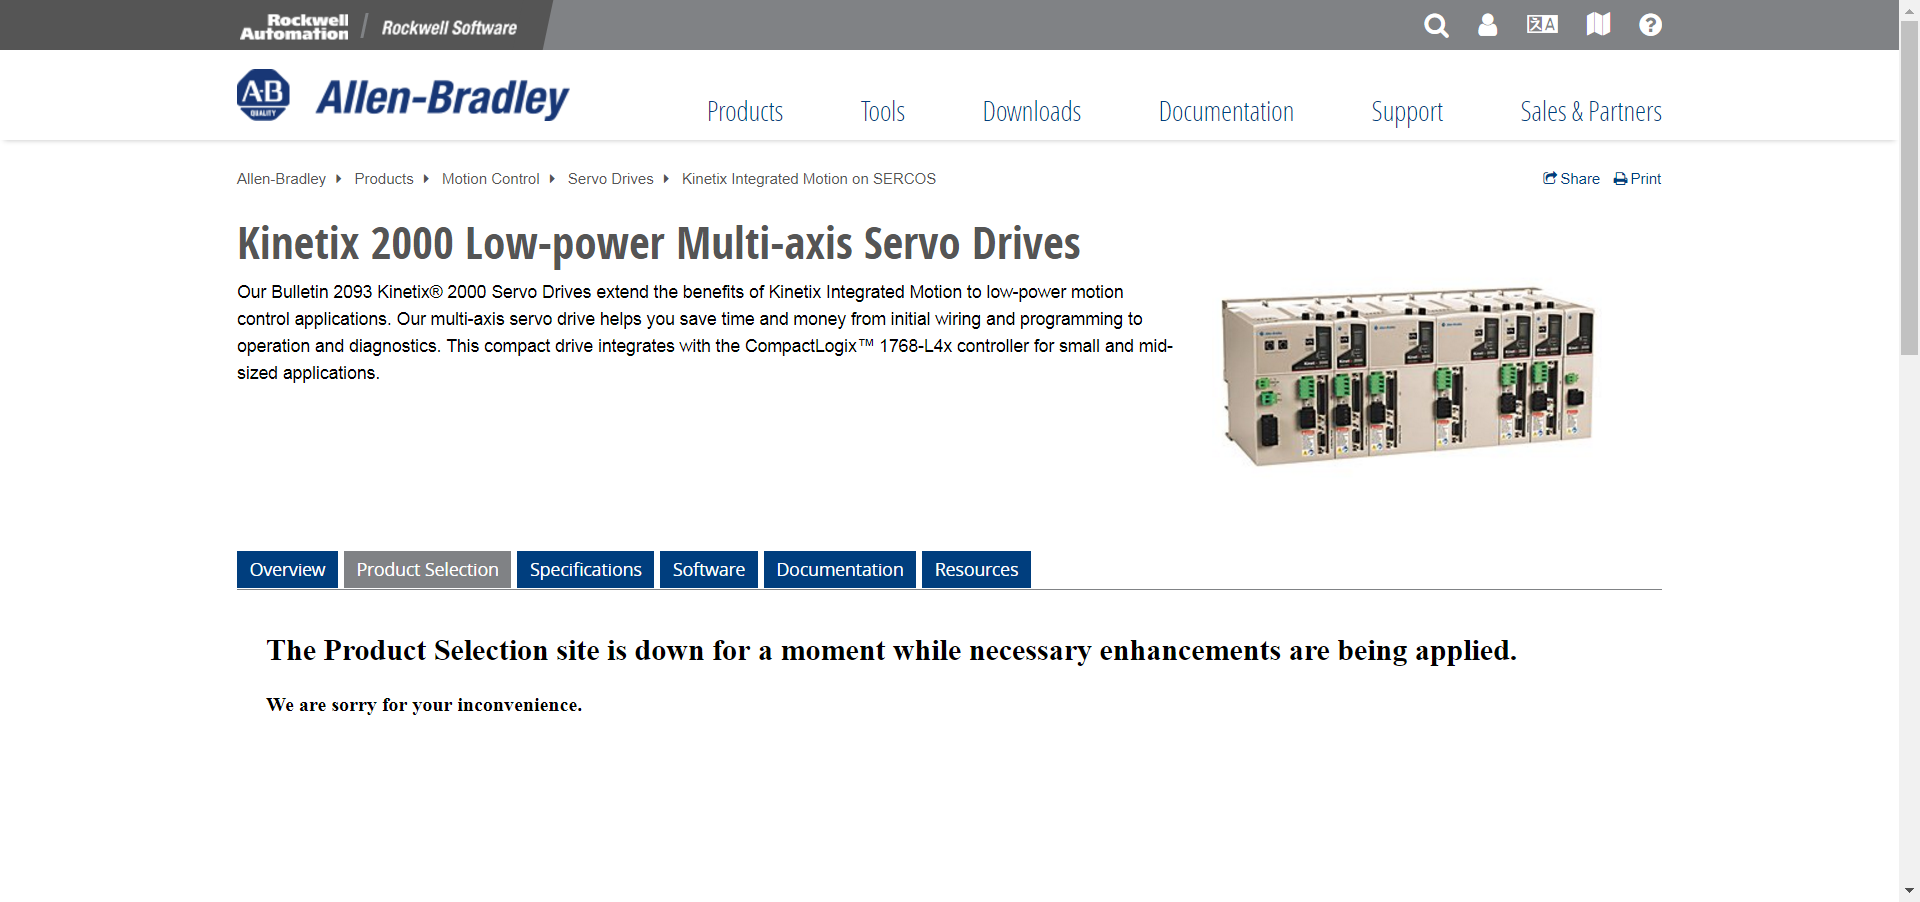 Rockwell Automation
Rockwell Software
A-B QUALITY
Allen-Bradley
Products
Tools
Downloads
Documentation
Support
Sales & Partners
Allen-Bradley
Products
Motion Control
Servo Drives
Kinetix Integrated Motion on SERCOS
Share
Print
Kinetix 2000 Low-power Multi-axis Servo Drives
Our Bulletin 2093 Kinetix® 2000 Servo Drives extend the benefits of Kinetix Integrated Motion to low-power motion
control applications. Our multi-axis servo drive helps you save time and money from initial wiring and programming to
operation and diagnostics. This compact drive integrates with the CompactLogix™ 1768-L4x controller for small and mid-
sized applications.
Overview
Product Selection
Specifications
Software
Documentation
Resources
The Product Selection site is down for a moment while necessary enhancements are being applied.
We are sorry for your inconvenience.